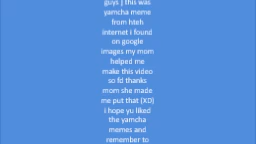 guys j this was
yamcha meme
from hteh
internet i found
on google
images my mom
helped me
make this video
so fd thanks
mom she made
me put that (XD)
i hope yu liked
the yamcha
memes and
remember to